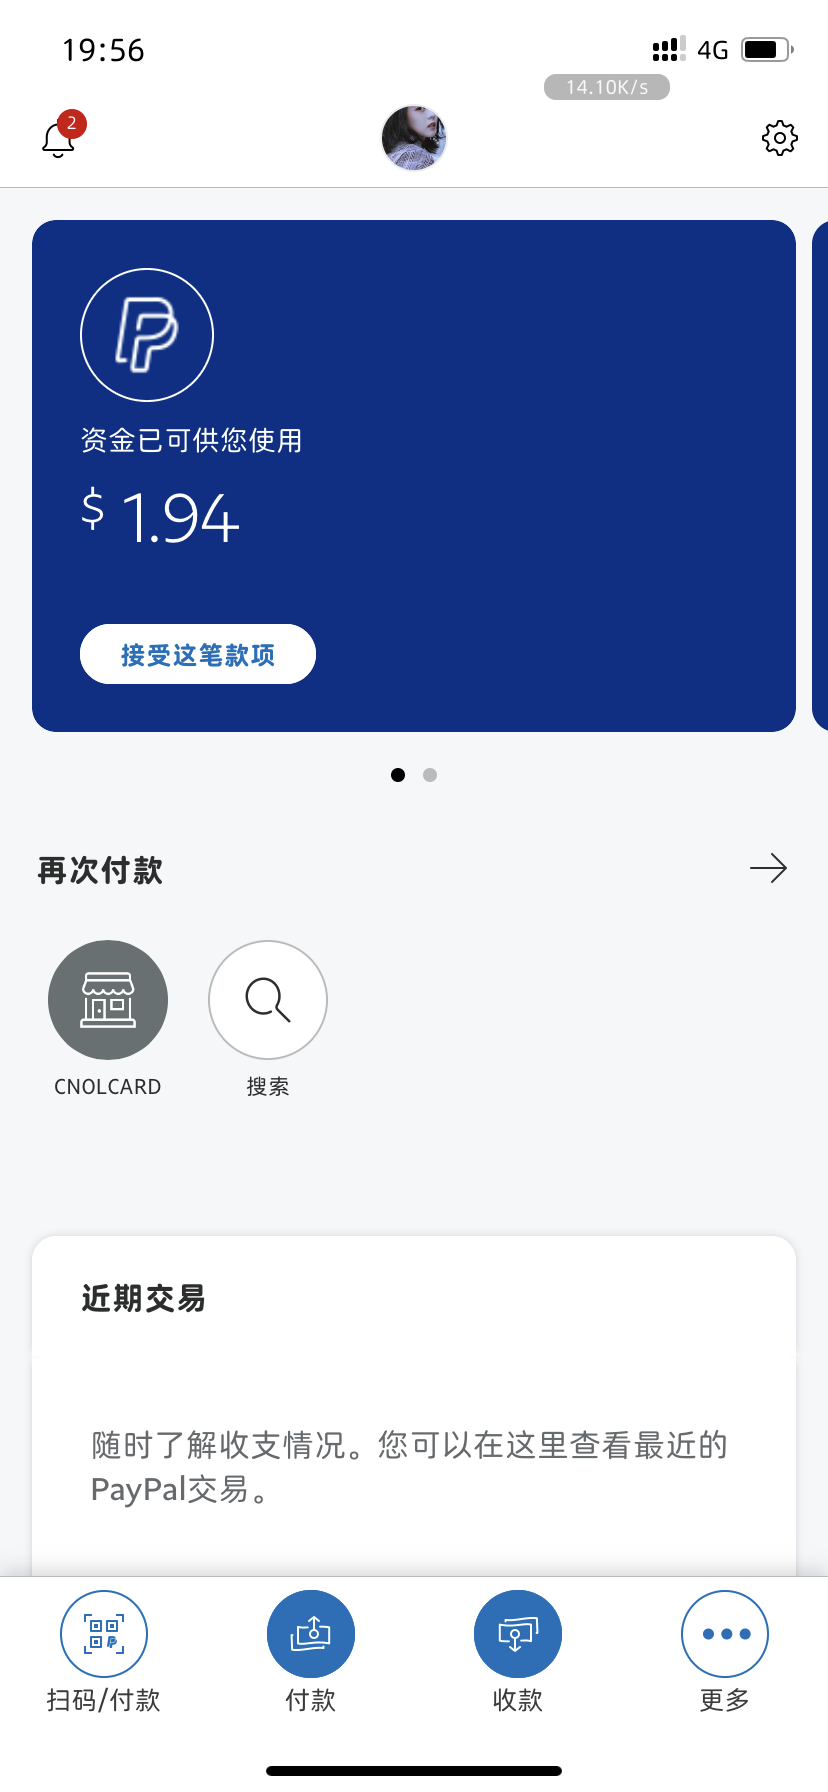 19:56
4G
14.10K/s
2
资金已可供您使用
$ 1.94
接受这笔款项
再次付款
CNOLCARD
搜索
近期交易
随时了解收支情况。您可以在这里查看最近的
PayPal交易。
扫码/付款
付款
收款
更多